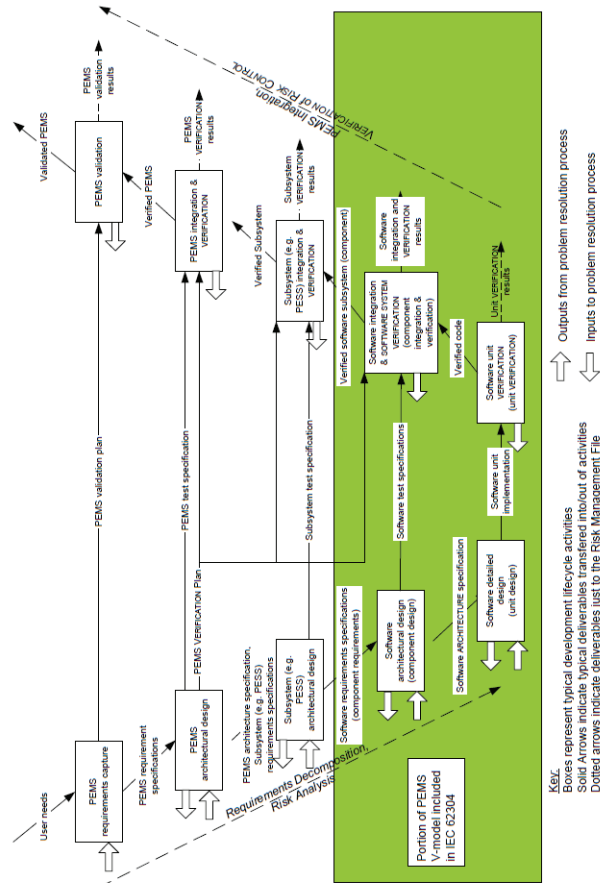 User needs
PEMS
requirements capture
PEMS validation plan
PEMS validation
Validated PEMS
PEMS
validation
results
PEMS requirement
specifications
PEMS
architectural design
PEMS test specification
PEMS VERIFICATION Plan
PEMS integration &
VERIFICATION
Verified PEMS
PEMS
VERIFICATION
results
PEMS architecture specification,
Subsystem (e.g. PESS)
requirements specifications
Subsystem (e.g.
PESS)
architectural design
Subsystem test specification
Subsystem (e.g.
PESS) integration &
VERIFICATION
Verified Subsystem
Subsystem
VERIFICATION
results
Software requirements specifications
(component requirements)
Software
architectural design
(component design)
Software test specifications
Software integration
& SOFTWARE SYSTEM
VERIFICATION
(component
integration &
verification)
Verified software subsystem (component)
Software
integration and
VERIFICATION
results
Software ARCHITECTURE specification
Software detailed
design
(unit design)
Software unit
implementation
Software unit
VERIFICATION
(unit VERIFICATION)
Verified code
Unit VERIFICATION
results
Requirements Decomposition,
Risk Analysis
PEMS Integration,
VERIFICATION of RISK CONTROL
Portion of PEMS
V-model included
in IEC 62304
Key:
Boxes represent typical development lifecycle activities
Solid Arrows indicate typical deliverables transfered into/out of activities
Dotted arrows indicate deliverables just to the Risk Management File
Outputs from problem resolution process
Inputs to problem resolution process